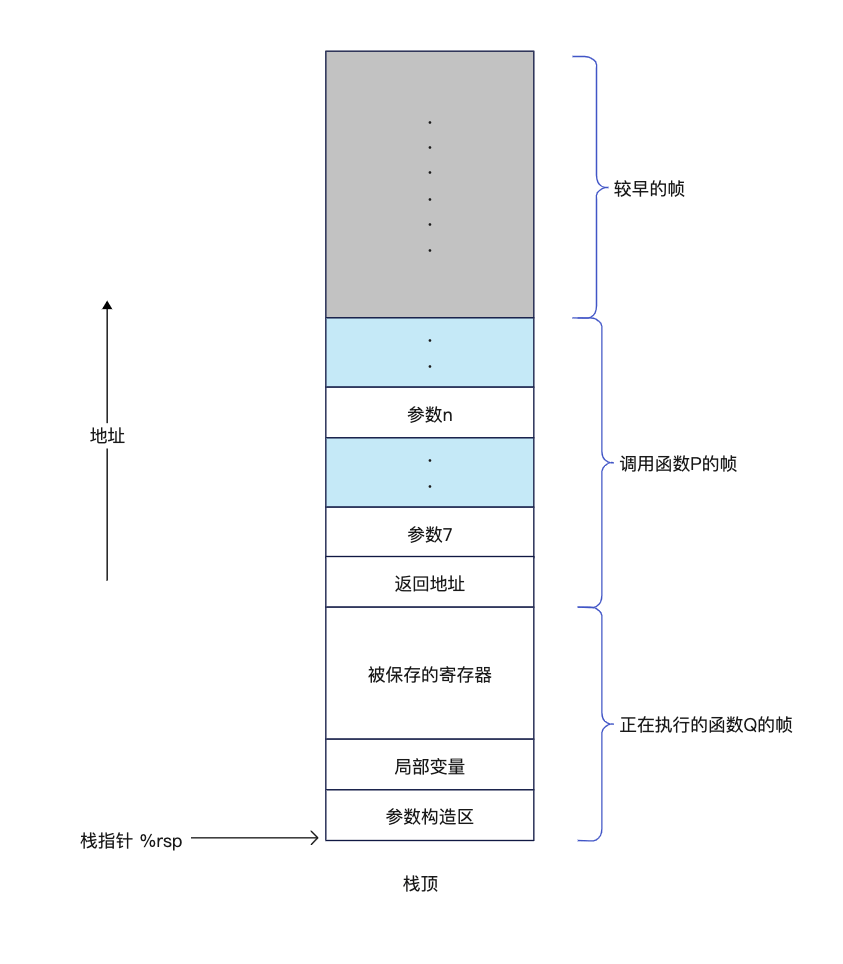 较早的帧
参数n
地址
调用函数P的帧
参数7
返回地址
被保存的寄存器
正在执行的函数Q的帧
局部变量
参数构造区
栈指针 %rsp
栈顶